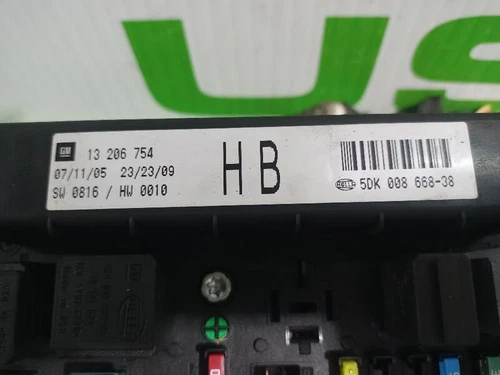 US
GM 13 206 754
07/11/05 23/23/09
SW 0816 / HW 0010
HB
HELLA 5DK 008 668-38